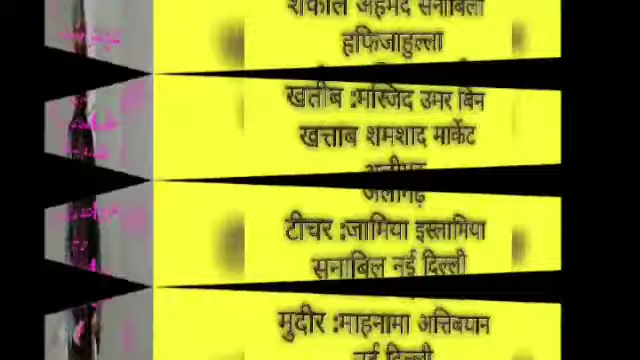 शकील अहमद सनाबिली
हफिजाहुल्ला
खतीब :मस्जिद उमर बिन
खत्ताब शमशाद मार्केट
अलीगढ़
टीचर :जामिया इस्लामिया
सनाबिल नई दिल्ली
मुदीर :माहनामा अत्तिबयान
नई दिल्ली